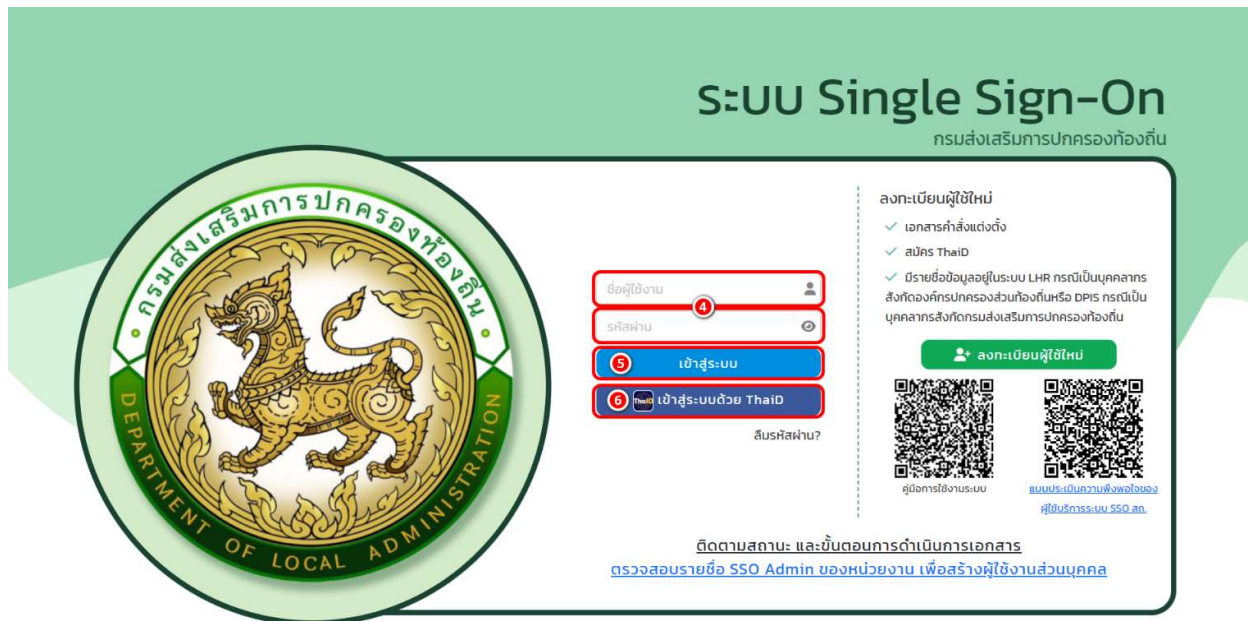 ระบบ Single Sign-On
กรมส่งเสริมการปกครองท้องถิ่น
กรมส่งเสริมการปกครองท้องถิ่น
DEPARTMENT OF LOCAL ADMINISTRATION
ชื่อผู้ใช้งาน
4
รหัสผ่าน
5 เข้าสู่ระบบ
6 ThaiD เข้าสู่ระบบด้วย ThaiD
ลืมรหัสผ่าน?
ลงทะเบียนผู้ใช้ใหม่
เอกสารคำสั่งแต่งตั้ง
สมัคร ThaiD
มีรายชื่อข้อมูลอยู่ในระบบ LHR กรณีเป็นบุคคลากร
สังกัดองค์กรปกครองส่วนท้องถิ่นหรือ DPIS กรณีเป็น
บุคคลากรสังกัดกรมส่งเสริมการปกครองท้องถิ่น
ลงทะเบียนผู้ใช้ใหม่
คู่มือการใช้งานระบบ
แบบประเมินความพึงพอใจของ
ผู้ใช้บริการระบบ SSO สถ.
ติดตามสถานะ และขั้นตอนการดำเนินการเอกสาร
ตรวจสอบรายชื่อ SSO Admin ของหน่วยงาน เพื่อสร้างผู้ใช้งานส่วนบุคคล